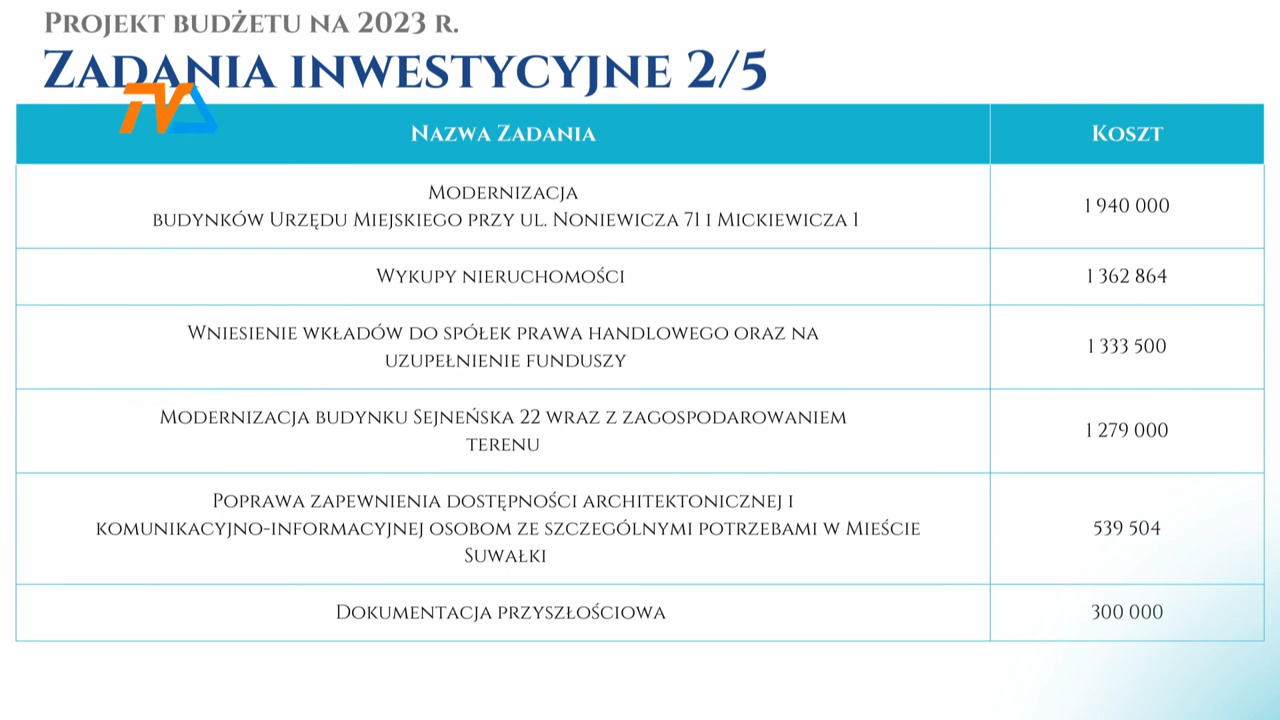 Projekt budżetu na 2023 r.
Zadania inwestycyjne 2/5
TV
Nazwa Zadania
Koszt
Modernizacja
budynków Urzędu Miejskiego przy ul. Noniewicza 71 i Mickiewicza 1
1 940 000
Wykupy nieruchomości
1 362 864
Wniesienie wkładów do spółek prawa handlowego oraz na
uzupełnienie funduszy
1 333 500
Modernizacja budynku Sejneńska 22 wraz z zagospodarowaniem
terenu
1 279 000
Poprawa zapewnienia dostępności architektonicznej i
komunikacyjno-informacyjnej osobom ze szczególnymi potrzebami w Mieście
Suwałki
539 504
Dokumentacja przyszłościowa
300 000